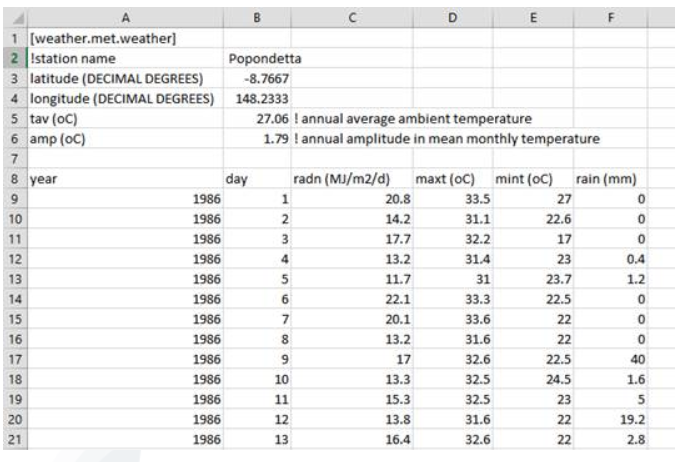 A B C D E F
1 [weather.met.weather]
2 !station name Popondetta
3 latitude (DECIMAL DEGREES) -8.7667
4 longitude (DECIMAL DEGREES) 148.2333
5 tav (oC) 27.06 ! annual average ambient temperature
6 amp (oC) 1.79 ! annual amplitude in mean monthly temperature
7
8 year day radn (MJ/m2/d) maxt (oC) mint (oC) rain (mm)
9 1986 1 20.8 33.5 27 0
10 1986 2 14.2 31.1 22.6 0
11 1986 3 17.7 32.2 17 0
12 1986 4 13.2 31.4 23 0.4
13 1986 5 11.7 31 23.7 1.2
14 1986 6 22.1 33.3 22.5 0
15 1986 7 20.1 33.6 22 0
16 1986 8 13.2 31.6 22 0
17 1986 9 17 32.6 22.5 40
18 1986 10 13.3 32.5 24.5 1.6
19 1986 11 15.3 32.5 23 5
20 1986 12 13.8 31.6 22 19.2
21 1986 13 16.4 32.6 22 2.8